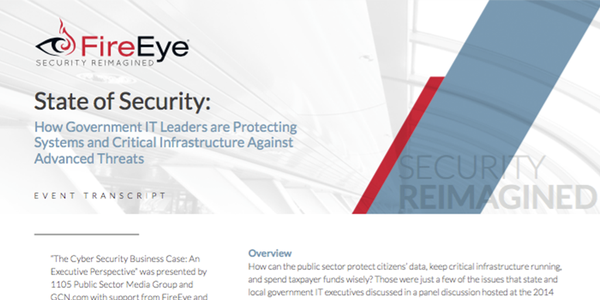 FireEye®
SECURITY REIMAGINED
State of Security:
How Government IT Leaders are Protecting
Systems and Critical Infrastructure Against
Advanced Threats
EVENT TRANSCRIPT
SECURITY
REIMAGINED
“The Cyber Security Business Case: An
Executive Perspective” was presented by
1105 Public Sector Media Group and
GCN.com with support from FireEye and
Overview
How can the public sector protect citizens’ data, keep critical infrastructure running,
and spend taxpayer funds wisely? Those were just a few of the issues that state and
local government IT executives discussed in a panel discussion hosted at the 2014